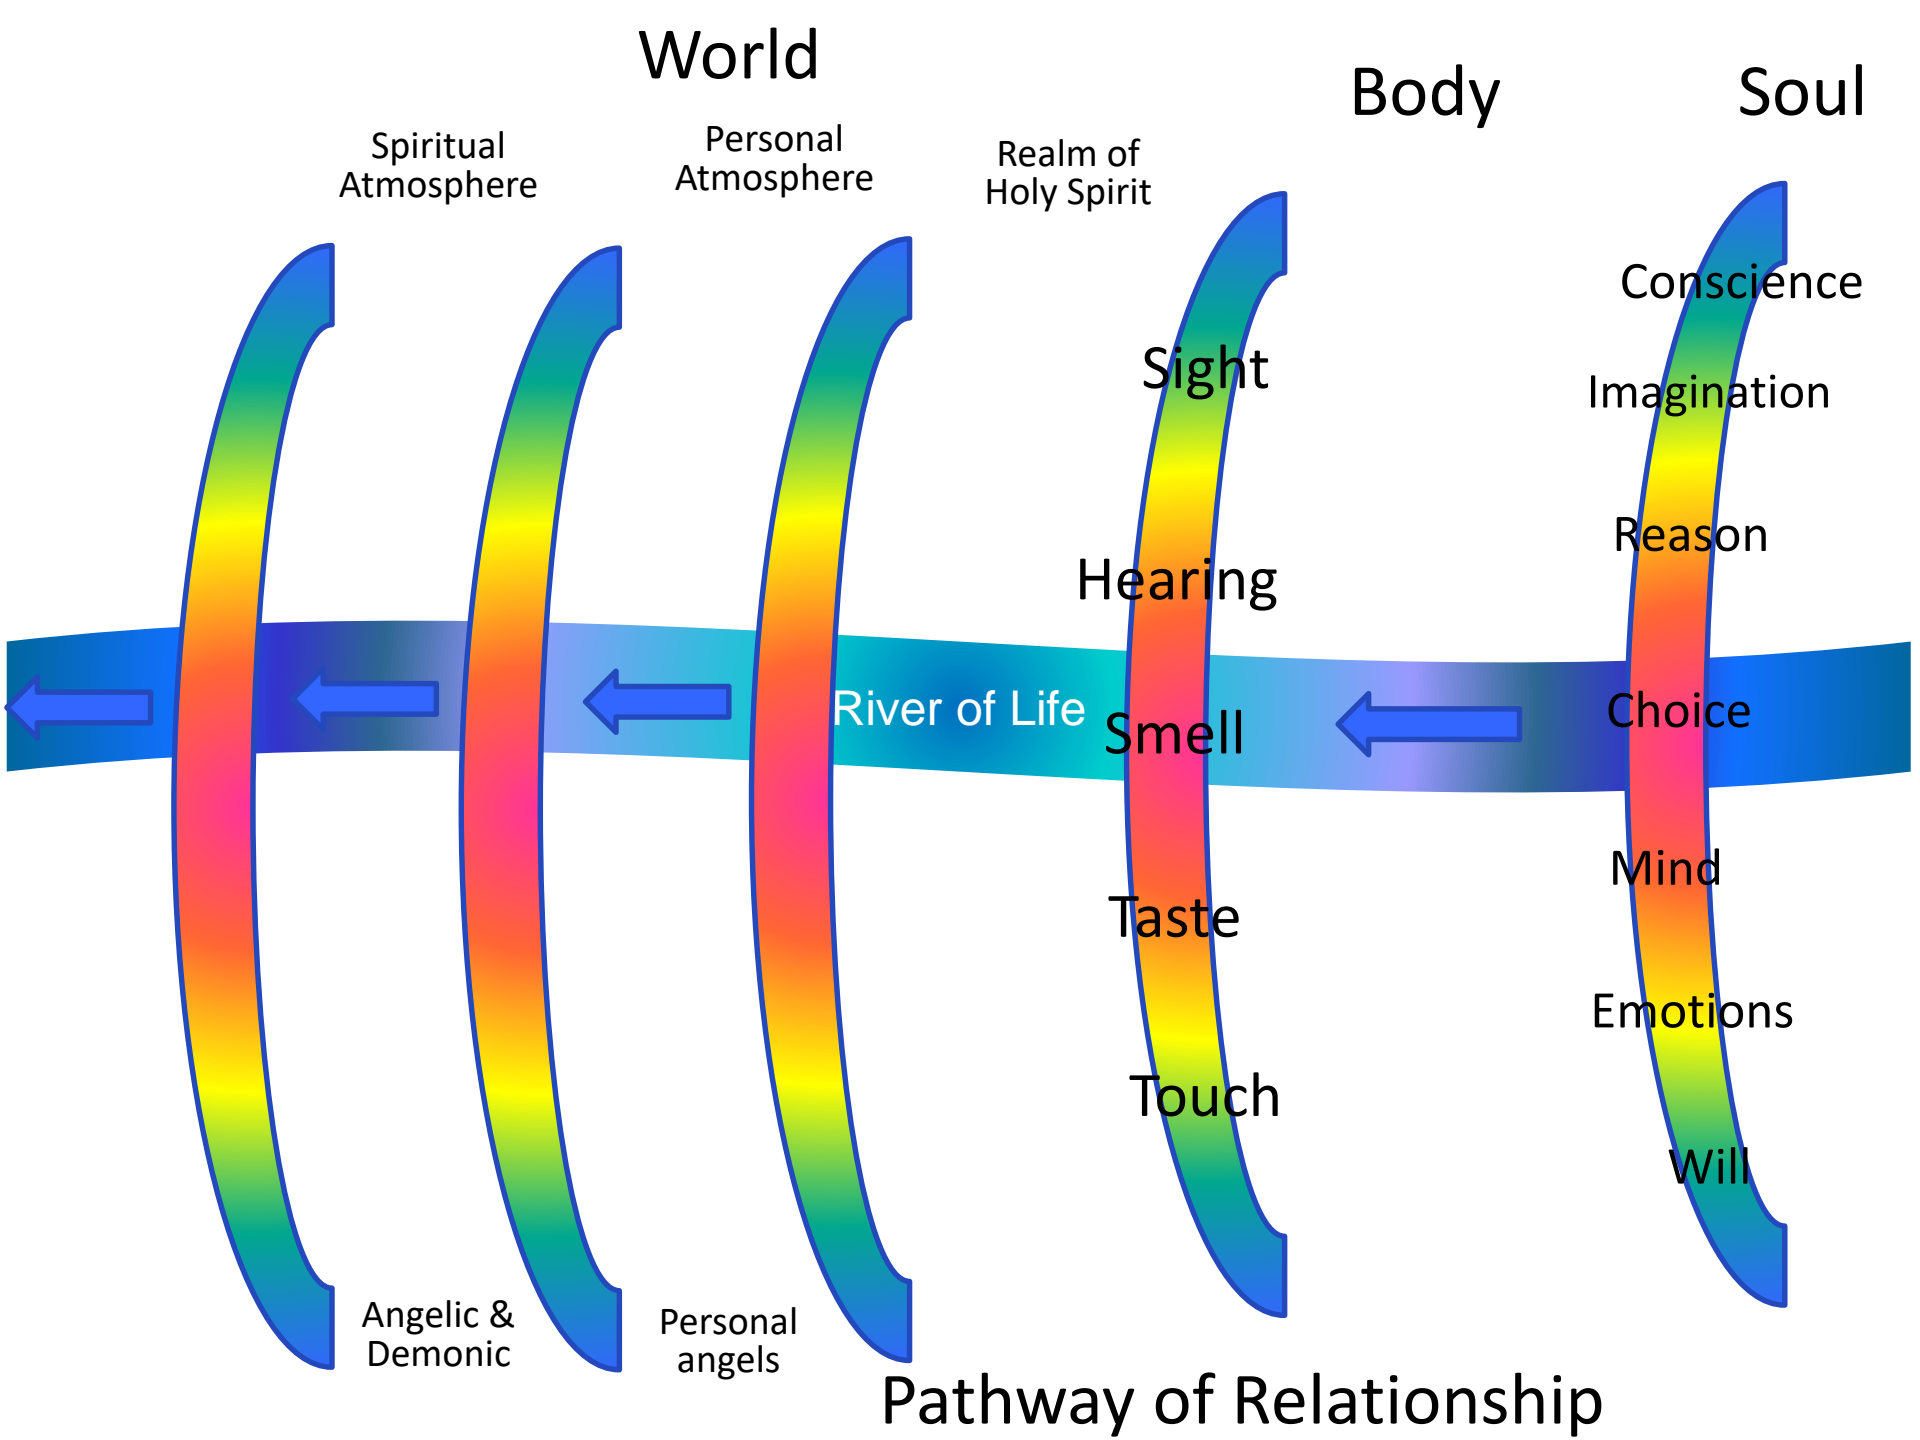 World
Body
Soul
Spiritual
Atmosphere
Personal
Atmosphere
Realm of
Holy Spirit
Conscience
Sight
Imagination
Reason
Hearing
River of Life
Smell
Choice
Mind
Taste
Emotions
Touch
Will
Angelic &
Demonic
Personal
angels
Pathway of Relationship